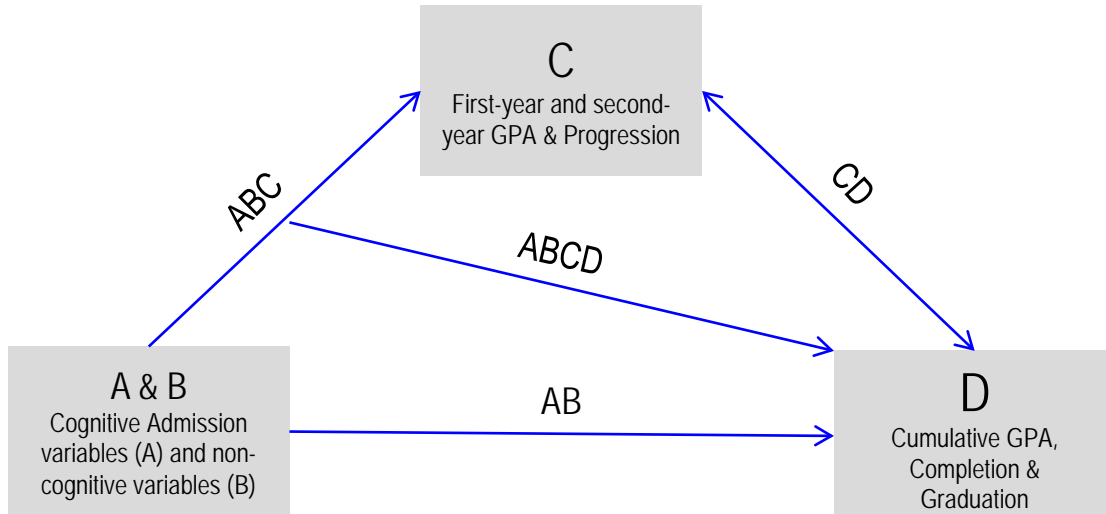 C
First-year and second-
year GPA & Progression
ABC
CD
ABCD
A & B
Cognitive Admission
variables (A) and non-
cognitive variables (B)
AB
D
Cumulative GPA,
Completion &
Graduation